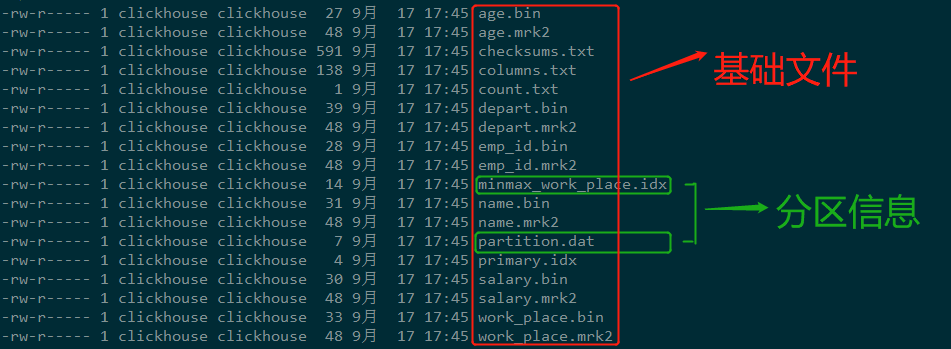 -rw-r----- 1 clickhouse clickhouse  27 9月  17 17:45 age.bin
-rw-r----- 1 clickhouse clickhouse  48 9月  17 17:45 age.mrk2
-rw-r----- 1 clickhouse clickhouse 591 9月  17 17:45 checksums.txt
-rw-r----- 1 clickhouse clickhouse 138 9月  17 17:45 columns.txt
-rw-r----- 1 clickhouse clickhouse   1 9月  17 17:45 count.txt
-rw-r----- 1 clickhouse clickhouse  39 9月  17 17:45 depart.bin
-rw-r----- 1 clickhouse clickhouse  48 9月  17 17:45 depart.mrk2
-rw-r----- 1 clickhouse clickhouse  28 9月  17 17:45 emp_id.bin
-rw-r----- 1 clickhouse clickhouse  48 9月  17 17:45 emp_id.mrk2
-rw-r----- 1 clickhouse clickhouse  14 9月  17 17:45 minmax_work_place.idx
-rw-r----- 1 clickhouse clickhouse  31 9月  17 17:45 name.bin
-rw-r----- 1 clickhouse clickhouse  48 9月  17 17:45 name.mrk2
-rw-r----- 1 clickhouse clickhouse   7 9月  17 17:45 partition.dat
-rw-r----- 1 clickhouse clickhouse   4 9月  17 17:45 primary.idx
-rw-r----- 1 clickhouse clickhouse  30 9月  17 17:45 salary.bin
-rw-r----- 1 clickhouse clickhouse  48 9月  17 17:45 salary.mrk2
-rw-r----- 1 clickhouse clickhouse  33 9月  17 17:45 work_place.bin
-rw-r----- 1 clickhouse clickhouse  48 9月  17 17:45 work_place.mrk2
基础文件
分区信息